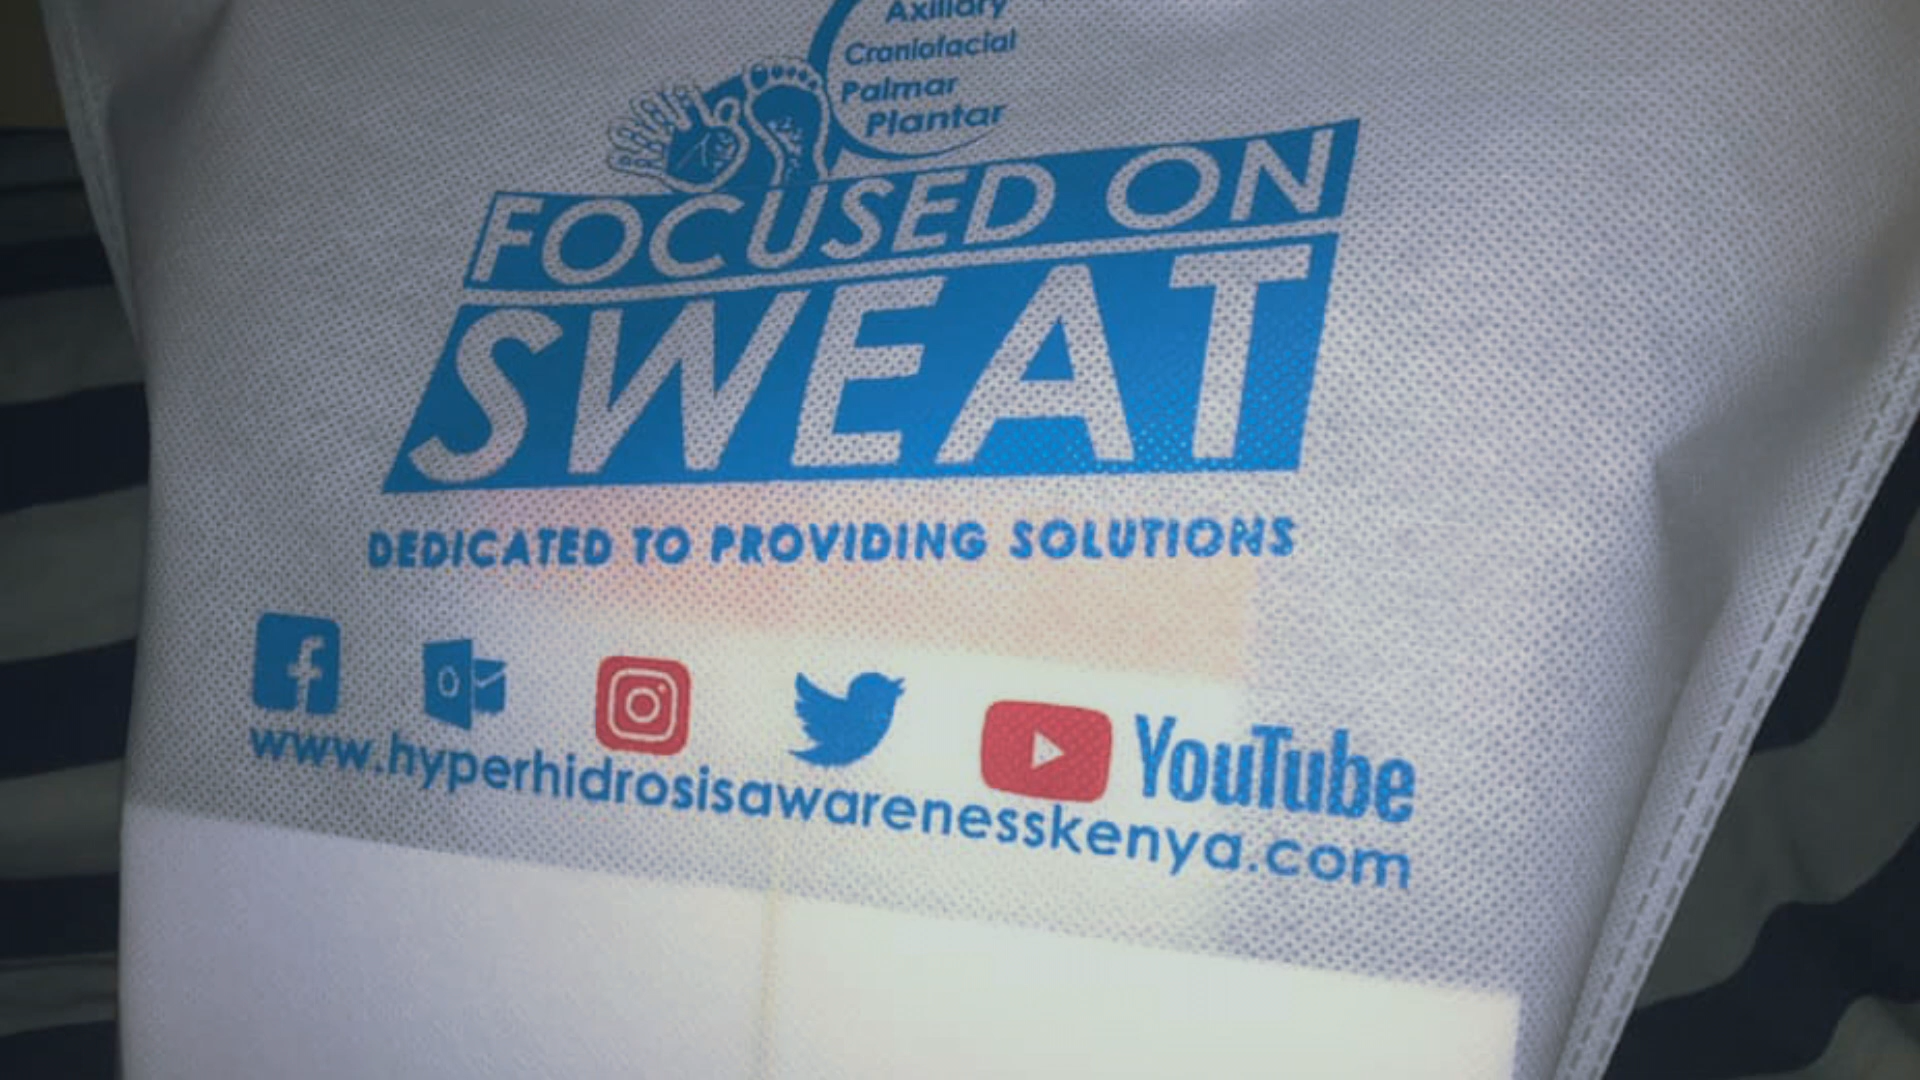 Axillary
Craniofacial
Palmar
Plantar
FOCUSED ON
SWEAT
DEDICATED TO PROVIDING SOLUTIONS
YouTube
www.hyperhidrosisawarenesskenya.com